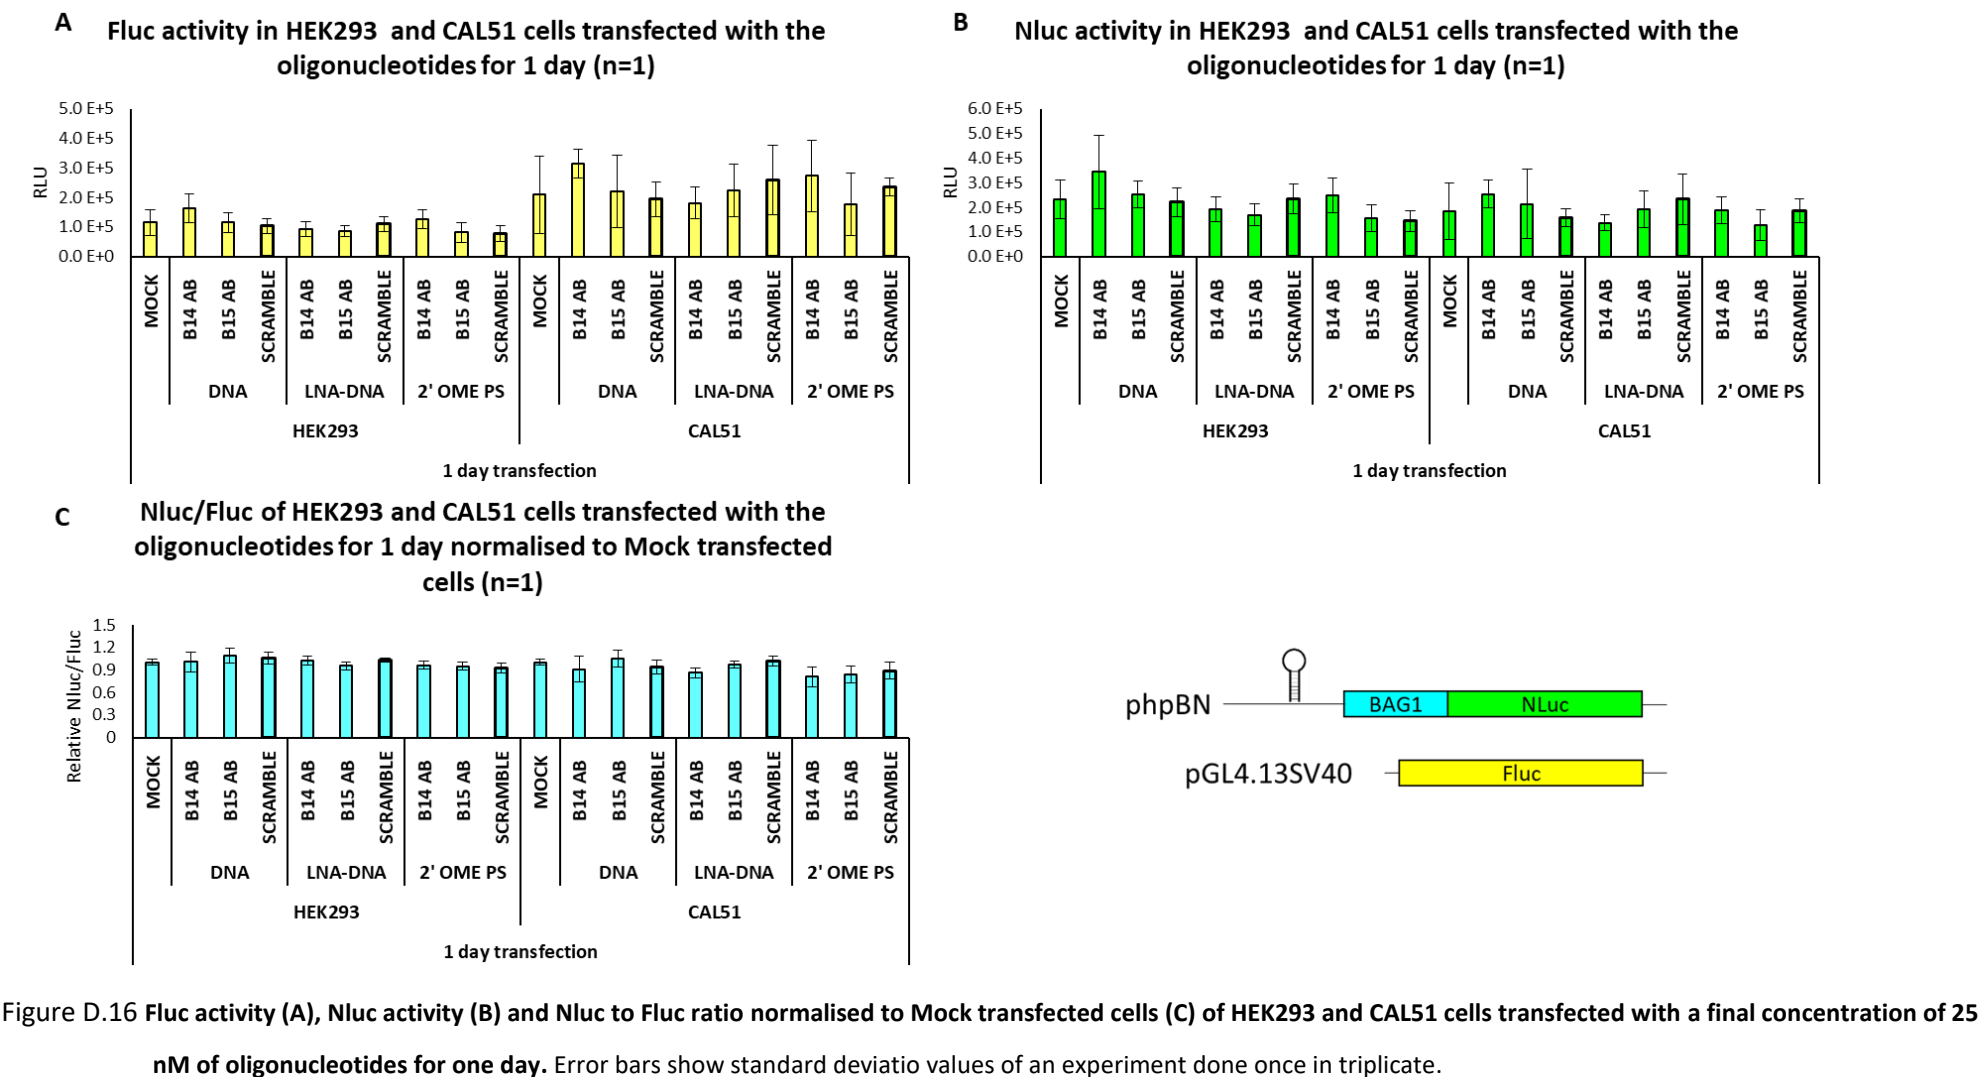 A
Fluc activity in HEK293 and CAL51 cells transfected with the
oligonucleotides for 1 day (n=1)
5.0 E+5
4.0 E+5
3.0 E+5
2.0 E+5
1.0 E+5
0.0 E+0
RLU
MOCK B14 AB B15 AB SCRAMBLE B14 AB B15 AB SCRAMBLE B14 AB B15 AB SCRAMBLE MOCK B14 AB B15 AB SCRAMBLE B14 AB B15 AB SCRAMBLE B14 AB B15 AB SCRAMBLE
DNA LNA-DNA 2' OME PS DNA LNA-DNA 2' OME PS
HEK293 CAL51
1 day transfection
B
Nluc activity in HEK293 and CAL51 cells transfected with the
oligonucleotides for 1 day (n=1)
6.0 E+5
5.0 E+5
4.0 E+5
3.0 E+5
2.0 E+5
1.0 E+5
0.0 E+0
RLU
MOCK B14 AB B15 AB SCRAMBLE B14 AB B15 AB SCRAMBLE B14 AB B15 AB SCRAMBLE MOCK B14 AB B15 AB SCRAMBLE B14 AB B15 AB SCRAMBLE B14 AB B15 AB SCRAMBLE
DNA LNA-DNA 2' OME PS DNA LNA-DNA 2' OME PS
HEK293 CAL51
1 day transfection
C
Nluc/Fluc of HEK293 and CAL51 cells transfected with the
oligonucleotides for 1 day normalised to Mock transfected
cells (n=1)
1.5
1.2
0.9
0.6
0.3
0
Relative Nluc/Fluc
MOCK B14 AB B15 AB SCRAMBLE B14 AB B15 AB SCRAMBLE B14 AB B15 AB SCRAMBLE MOCK B14 AB B15 AB SCRAMBLE B14 AB B15 AB SCRAMBLE B14 AB B15 AB SCRAMBLE
DNA LNA-DNA 2' OME PS DNA LNA-DNA 2' OME PS
HEK293 CAL51
1 day transfection
phpBN BAG1 NLuc
pGL4.13SV40 Fluc
Figure D.16 Fluc activity (A), Nluc activity (B) and Nluc to Fluc ratio normalised to Mock transfected cells (C) of HEK293 and CAL51 cells transfected with a final concentration of 25
nM of oligonucleotides for one day. Error bars show standard deviatio values of an experiment done once in triplicate.